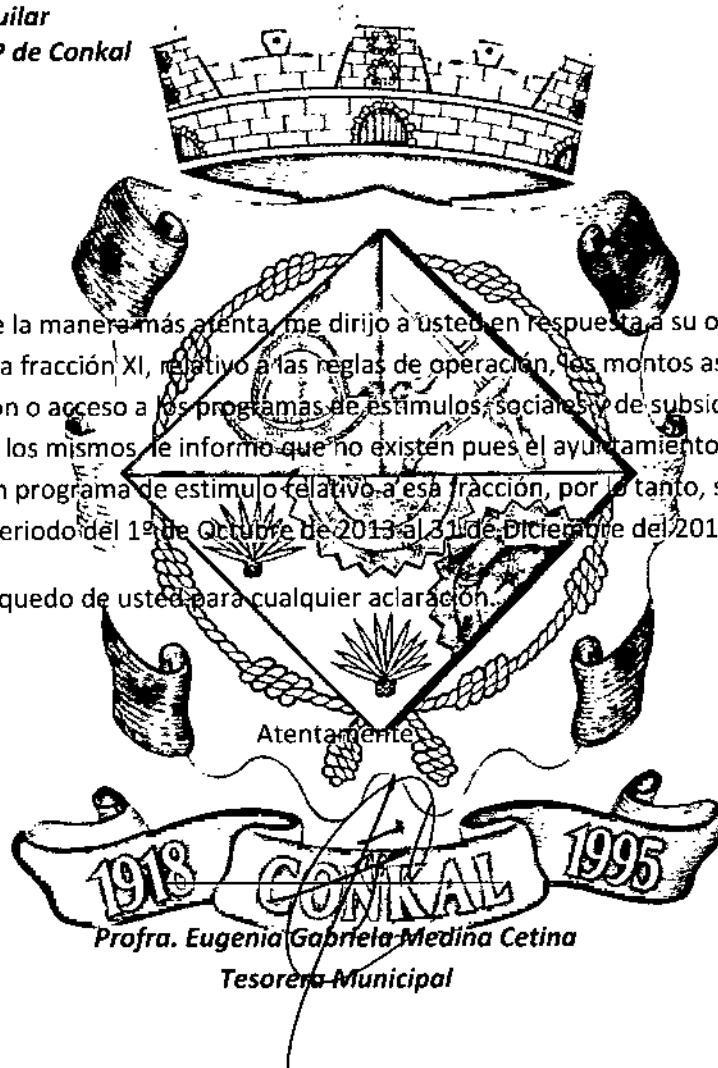 uilar
P de Conkal
e la manera más atenta, me dirijo a usted en respuesta a su o
a fracción XI, relativo a las reglas de operación, los montos as
ón o acceso a los programas de estímulos, sociales y de subsid
los mismos, le informo que no existen pues el ayuntamiento
n programa de estimulo relativo a esa fracción, por lo tanto, s
eriodo del 1º de Octubre de 2013 al 31 de Diciembre del 201
quedo de usted para cualquier aclaración.
Atentamente
1918 CONKAL 1995
Profra. Eugenia Gabriela Medina Cetina
Tesorera Municipal